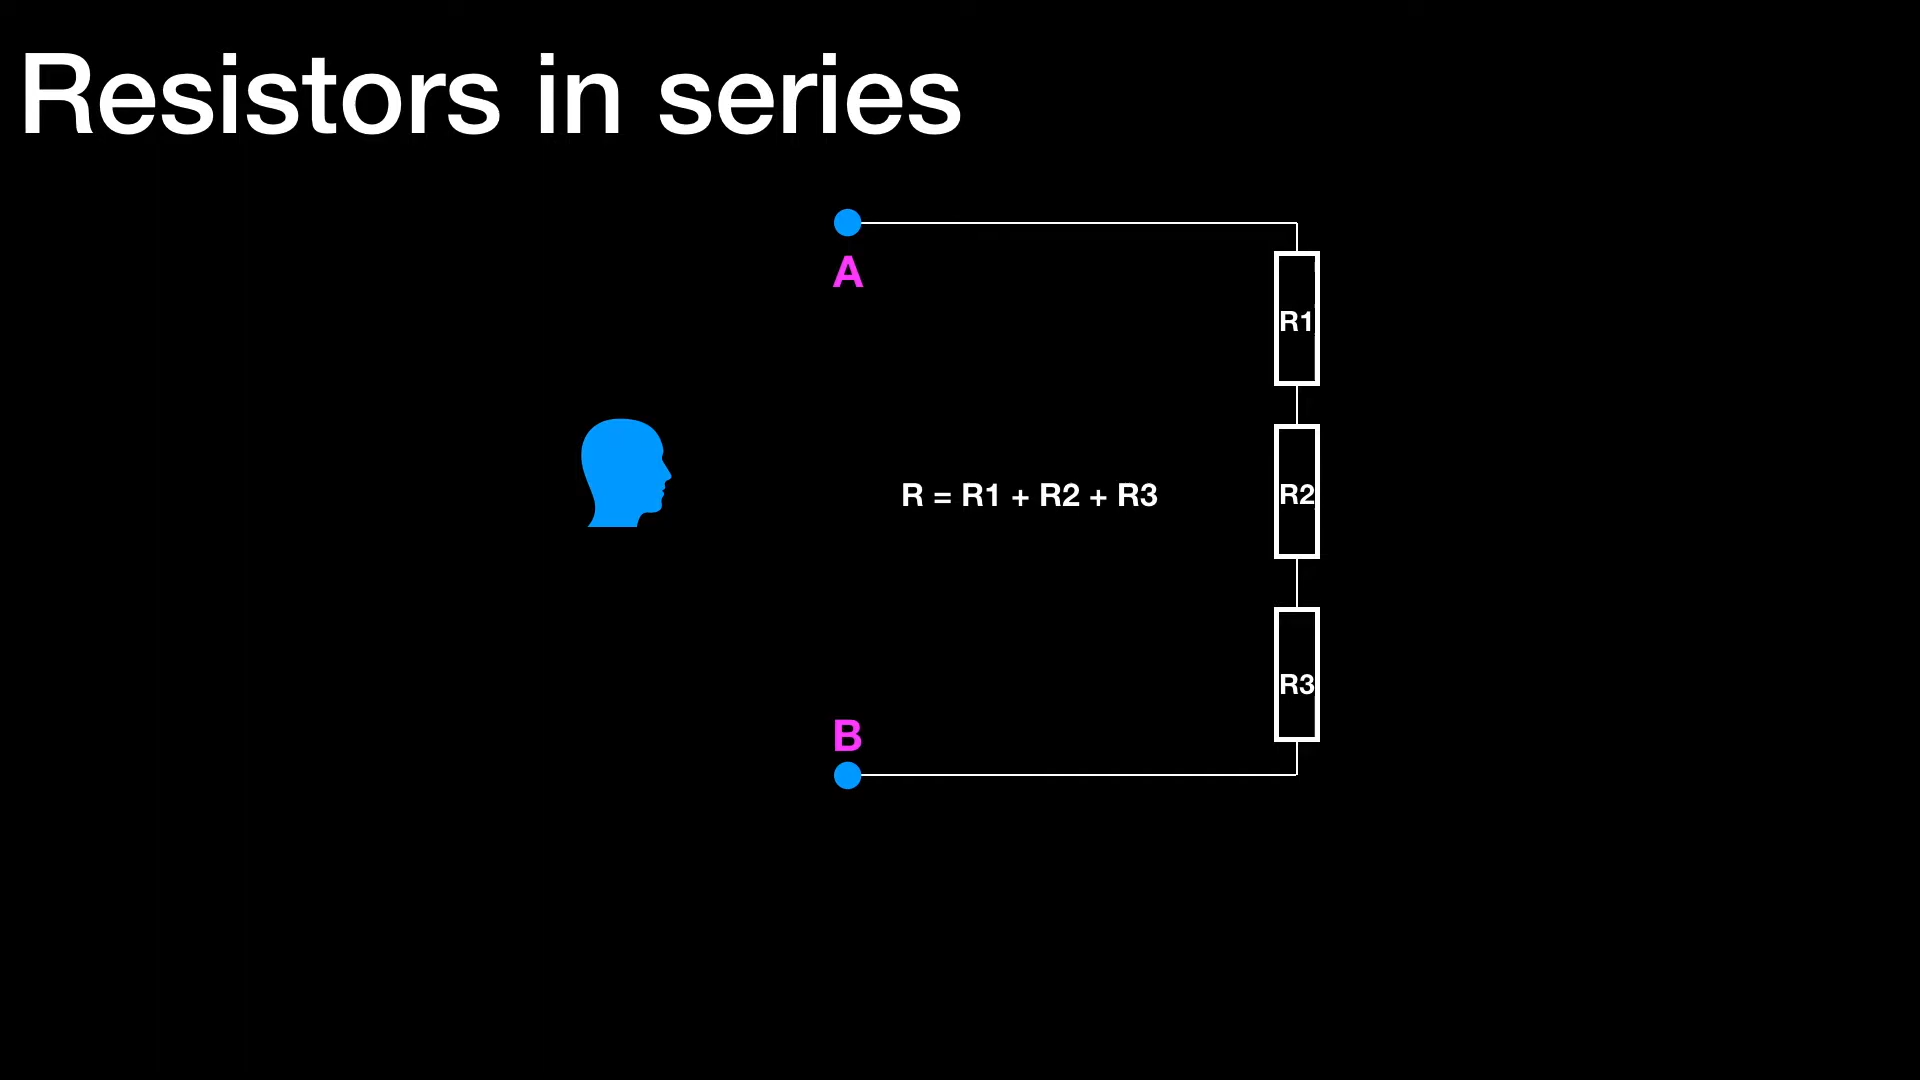 Resistors in series
A
R1
R = R1 + R2 + R3
R2
R3
B